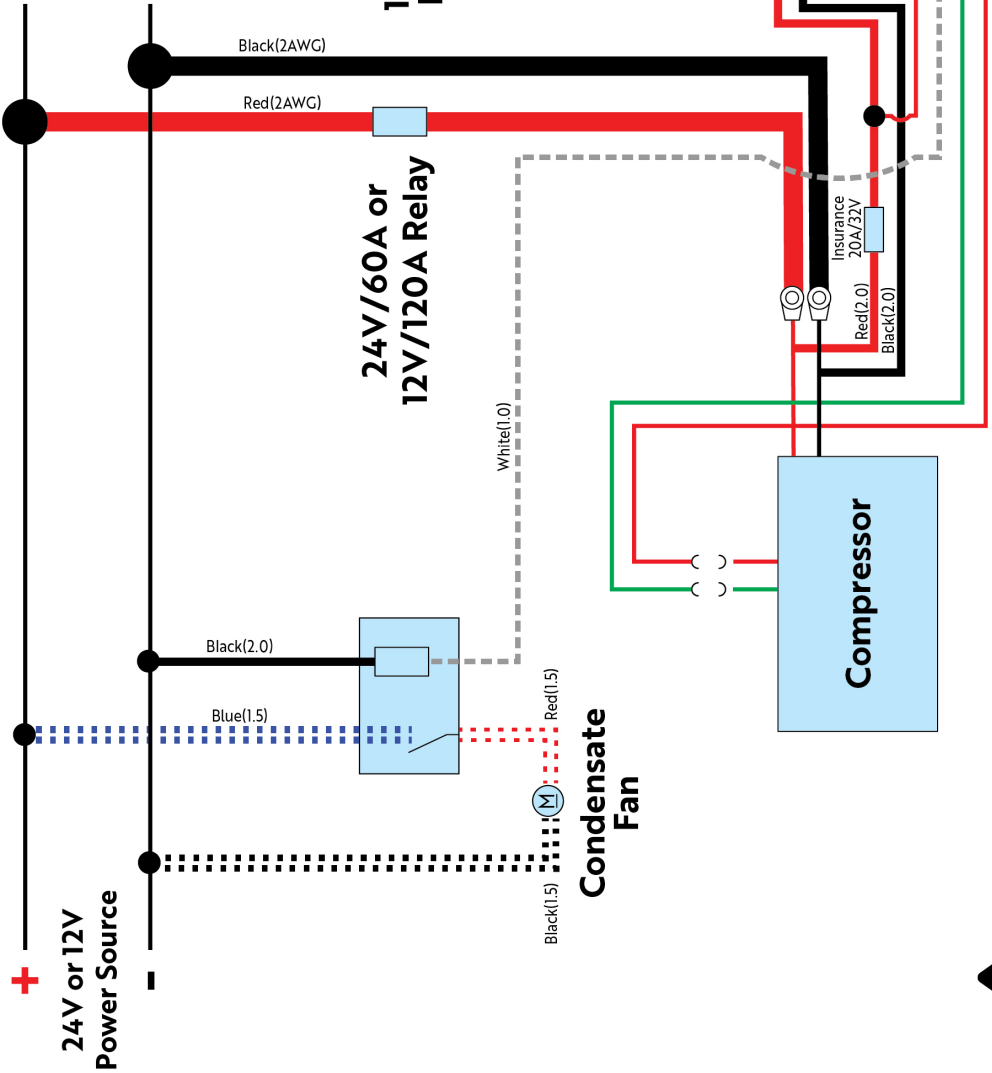 Black(2AWG)
Red(2AWG)
24V/60A or
12V/120A Relay
Insurance
20A/32V
Red(2.0)
Black(2.0)
White(1.0)
Compressor
Black(2.0)
Blue(1.5)
Red(1.5)
M
Condensate
Fan
Black(1.5)
+
24V or 12V
Power Source
-